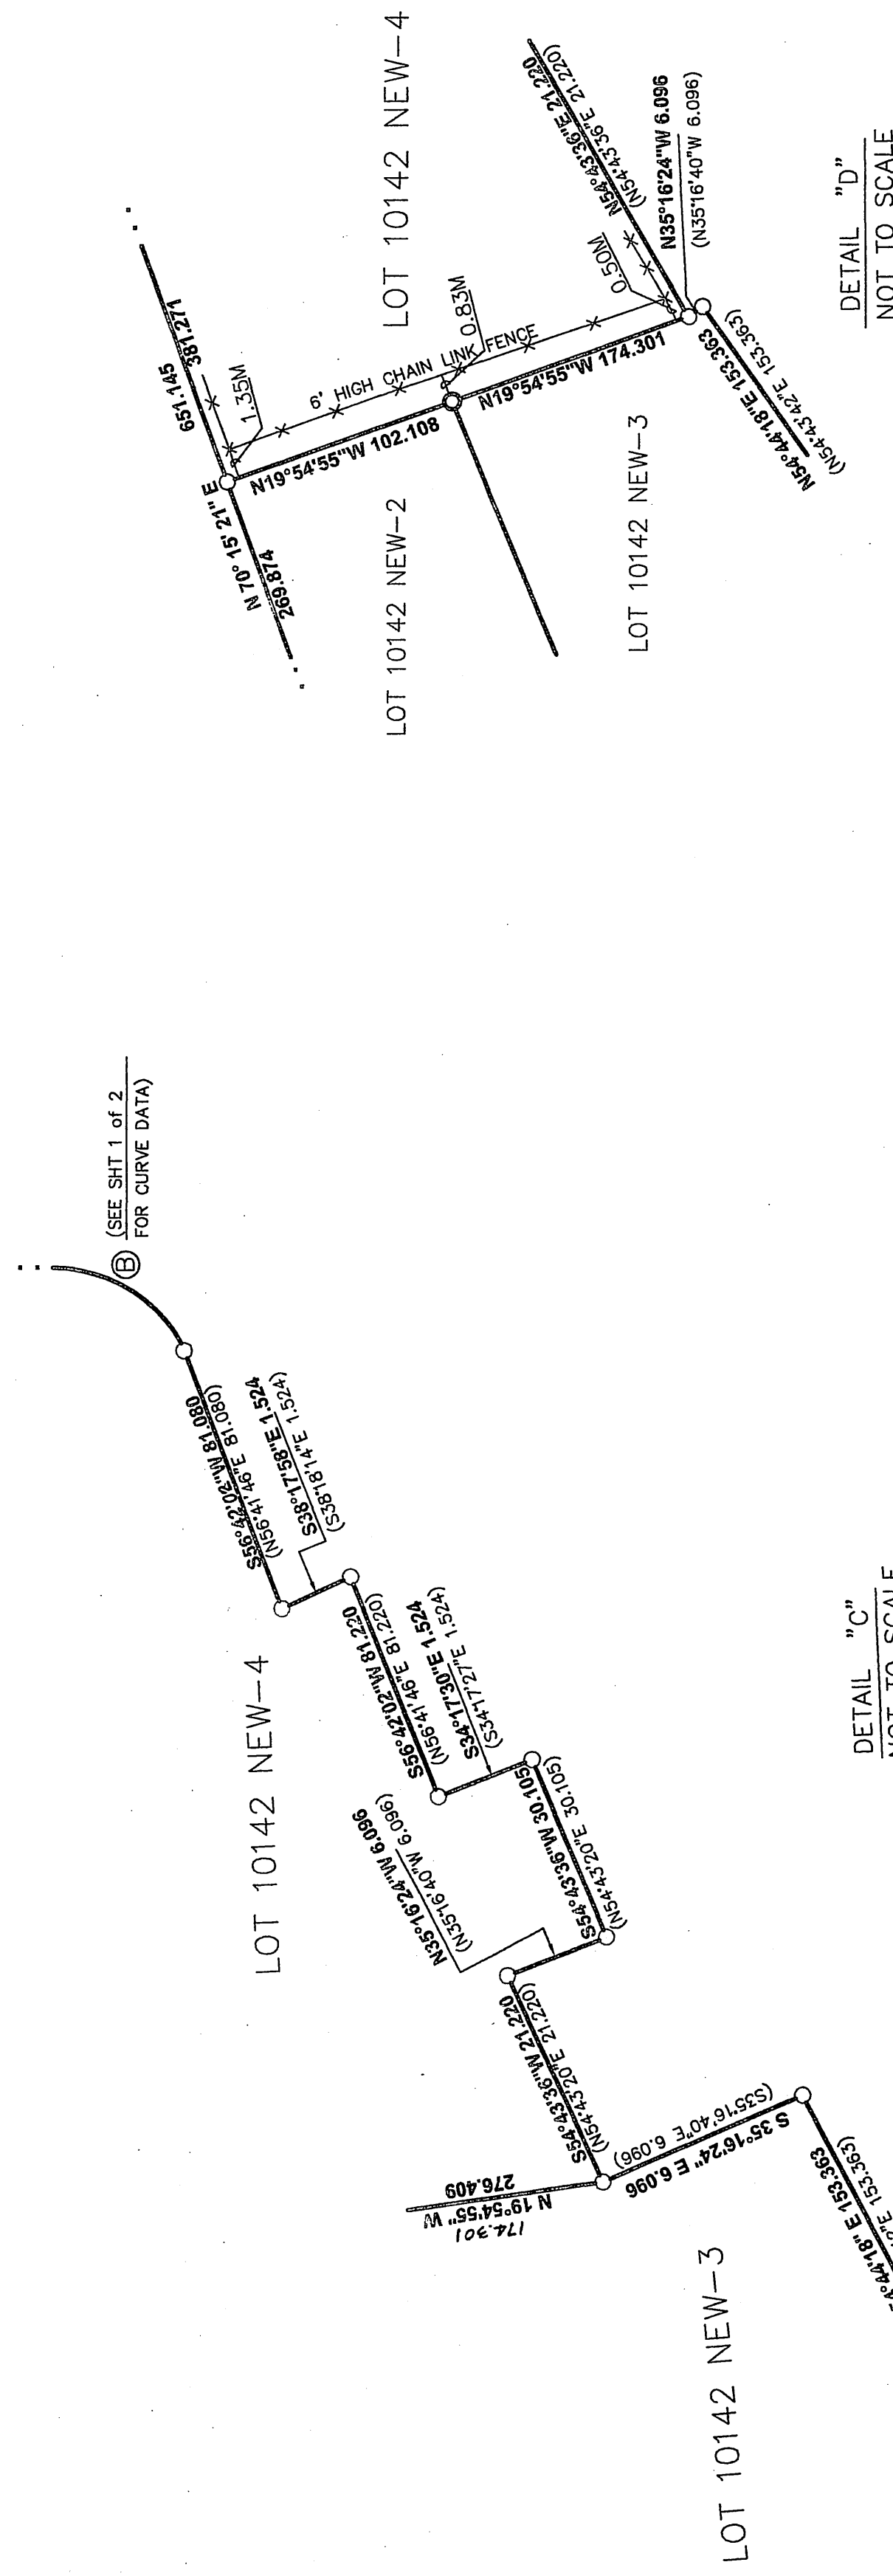 LOT 10142 NEW-4
651.145
381.271
N 70° 15' 21" E
269.874
1.35M
6' HIGH CHAIN LINK FENCE
0.83M
N19°54'55"W 102.108
N19°54'55"W 174.301
0.50M
N54°43'36"E 21.220
(N54°43'36"E 21.220)
N35°16'24"W 6.096
(N35°16'40"W 6.096)
N54°44'18"E 153.363
(N54°43'42"E 153.363)
LOT 10142 NEW-2
LOT 10142 NEW-3
DETAIL "D"
NOT TO SCALE
B
(SEE SHT 1 of 2
FOR CURVE DATA)
S56°42'02"W 81.080
(N56°41'46"E 81.080)
S38°17'58"E 1.524
(S38°18'14"E 1.524)
LOT 10142 NEW-4
S56°42'02"W 81.220
(N56°41'46"E 81.220)
S34°17'30"E 1.524
(S34°17'27"E 1.524)
N35°16'24"W 6.096
(N35°16'40"W 6.096)
S54°43'36"W 30.105
(N54°43'20"E 30.105)
S54°43'36"W 21.220
(N54°43'20"E 21.220)
276.409
N 19°54'55" W
174.301
(S35°16'40"E 6.096)
S 35°16'24" E 6.096
LOT 10142 NEW-3
44'18" E 153.363
E 153.363)
DETAIL "C"
NOT TO SCALE